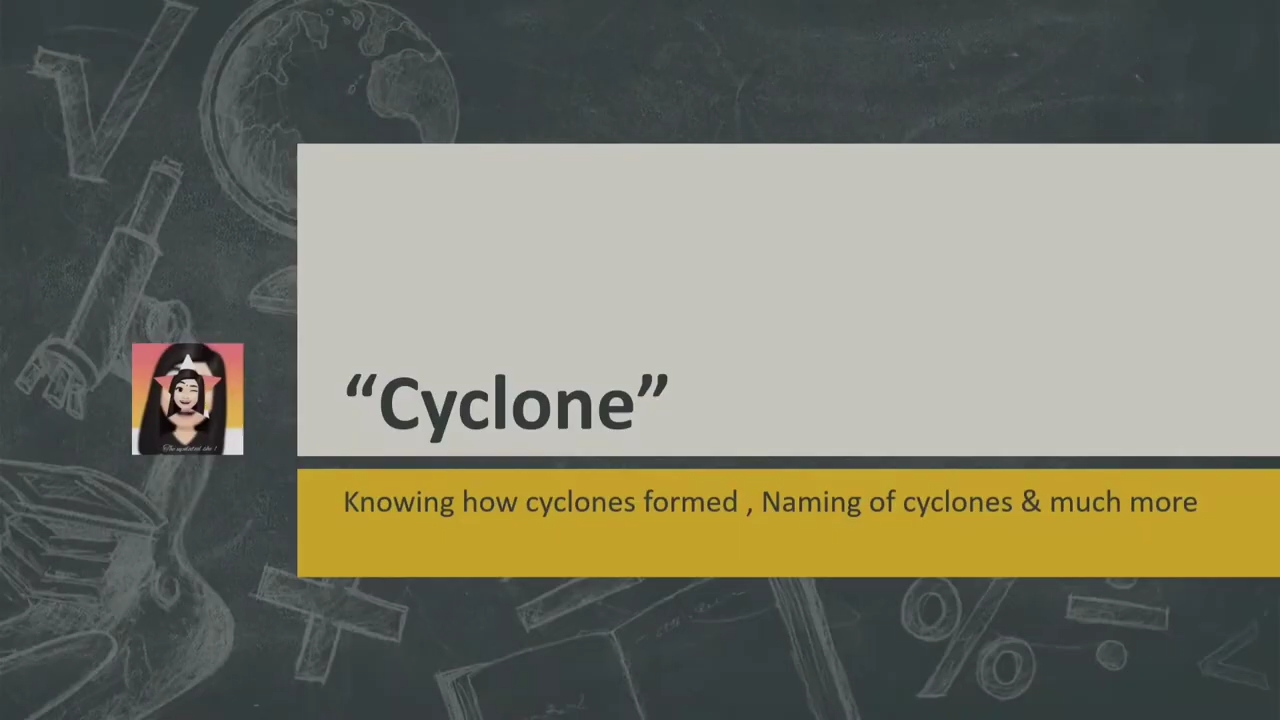 “Cyclone”
Knowing how cyclones formed , Naming of cyclones & much more